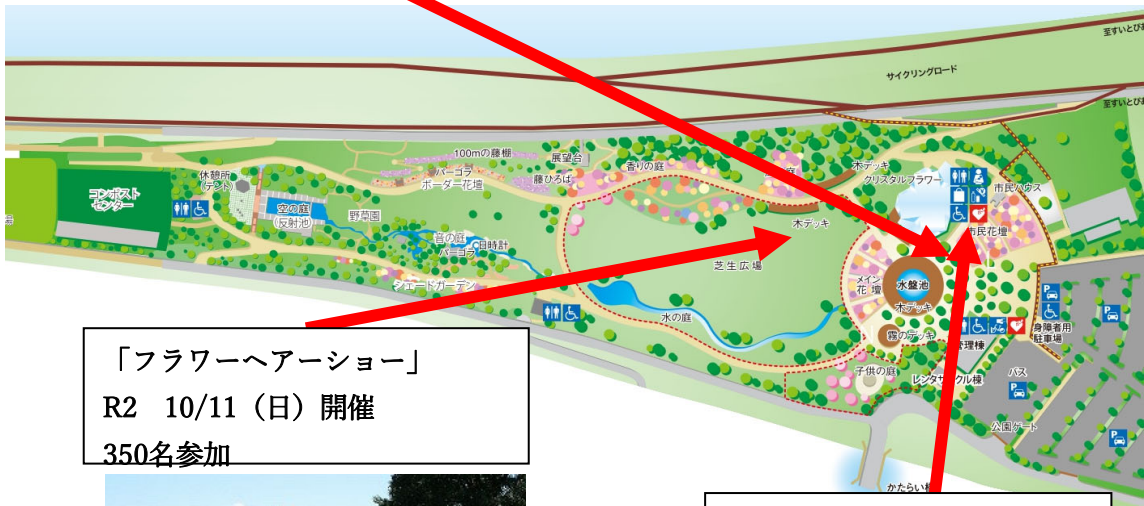 至すいとぴあ
サイクリングロード
至すいとぴあ
100mの藤棚
展望台
香りの庭
木デッキ
クリスタルフラワー
市民ハウス
休憩所
(テント)
パーゴラ
ボーダー花壇
藤ひろば
コンポスト
センター
空の庭
(反射池)
野草園
木デッキ
市民花壇
音の庭
日時計
パーゴラ
芝生広場
シェードガーデン
メイン
花壇
水盤池
木デッキ
水の庭
霧のデッキ
管理棟
身障者用
駐車場
子供の庭
レンタサイクル棟
バス
公園ゲート
かたらい
「フラワーヘアーショー」
R2 10/11（日）開催
350名参加